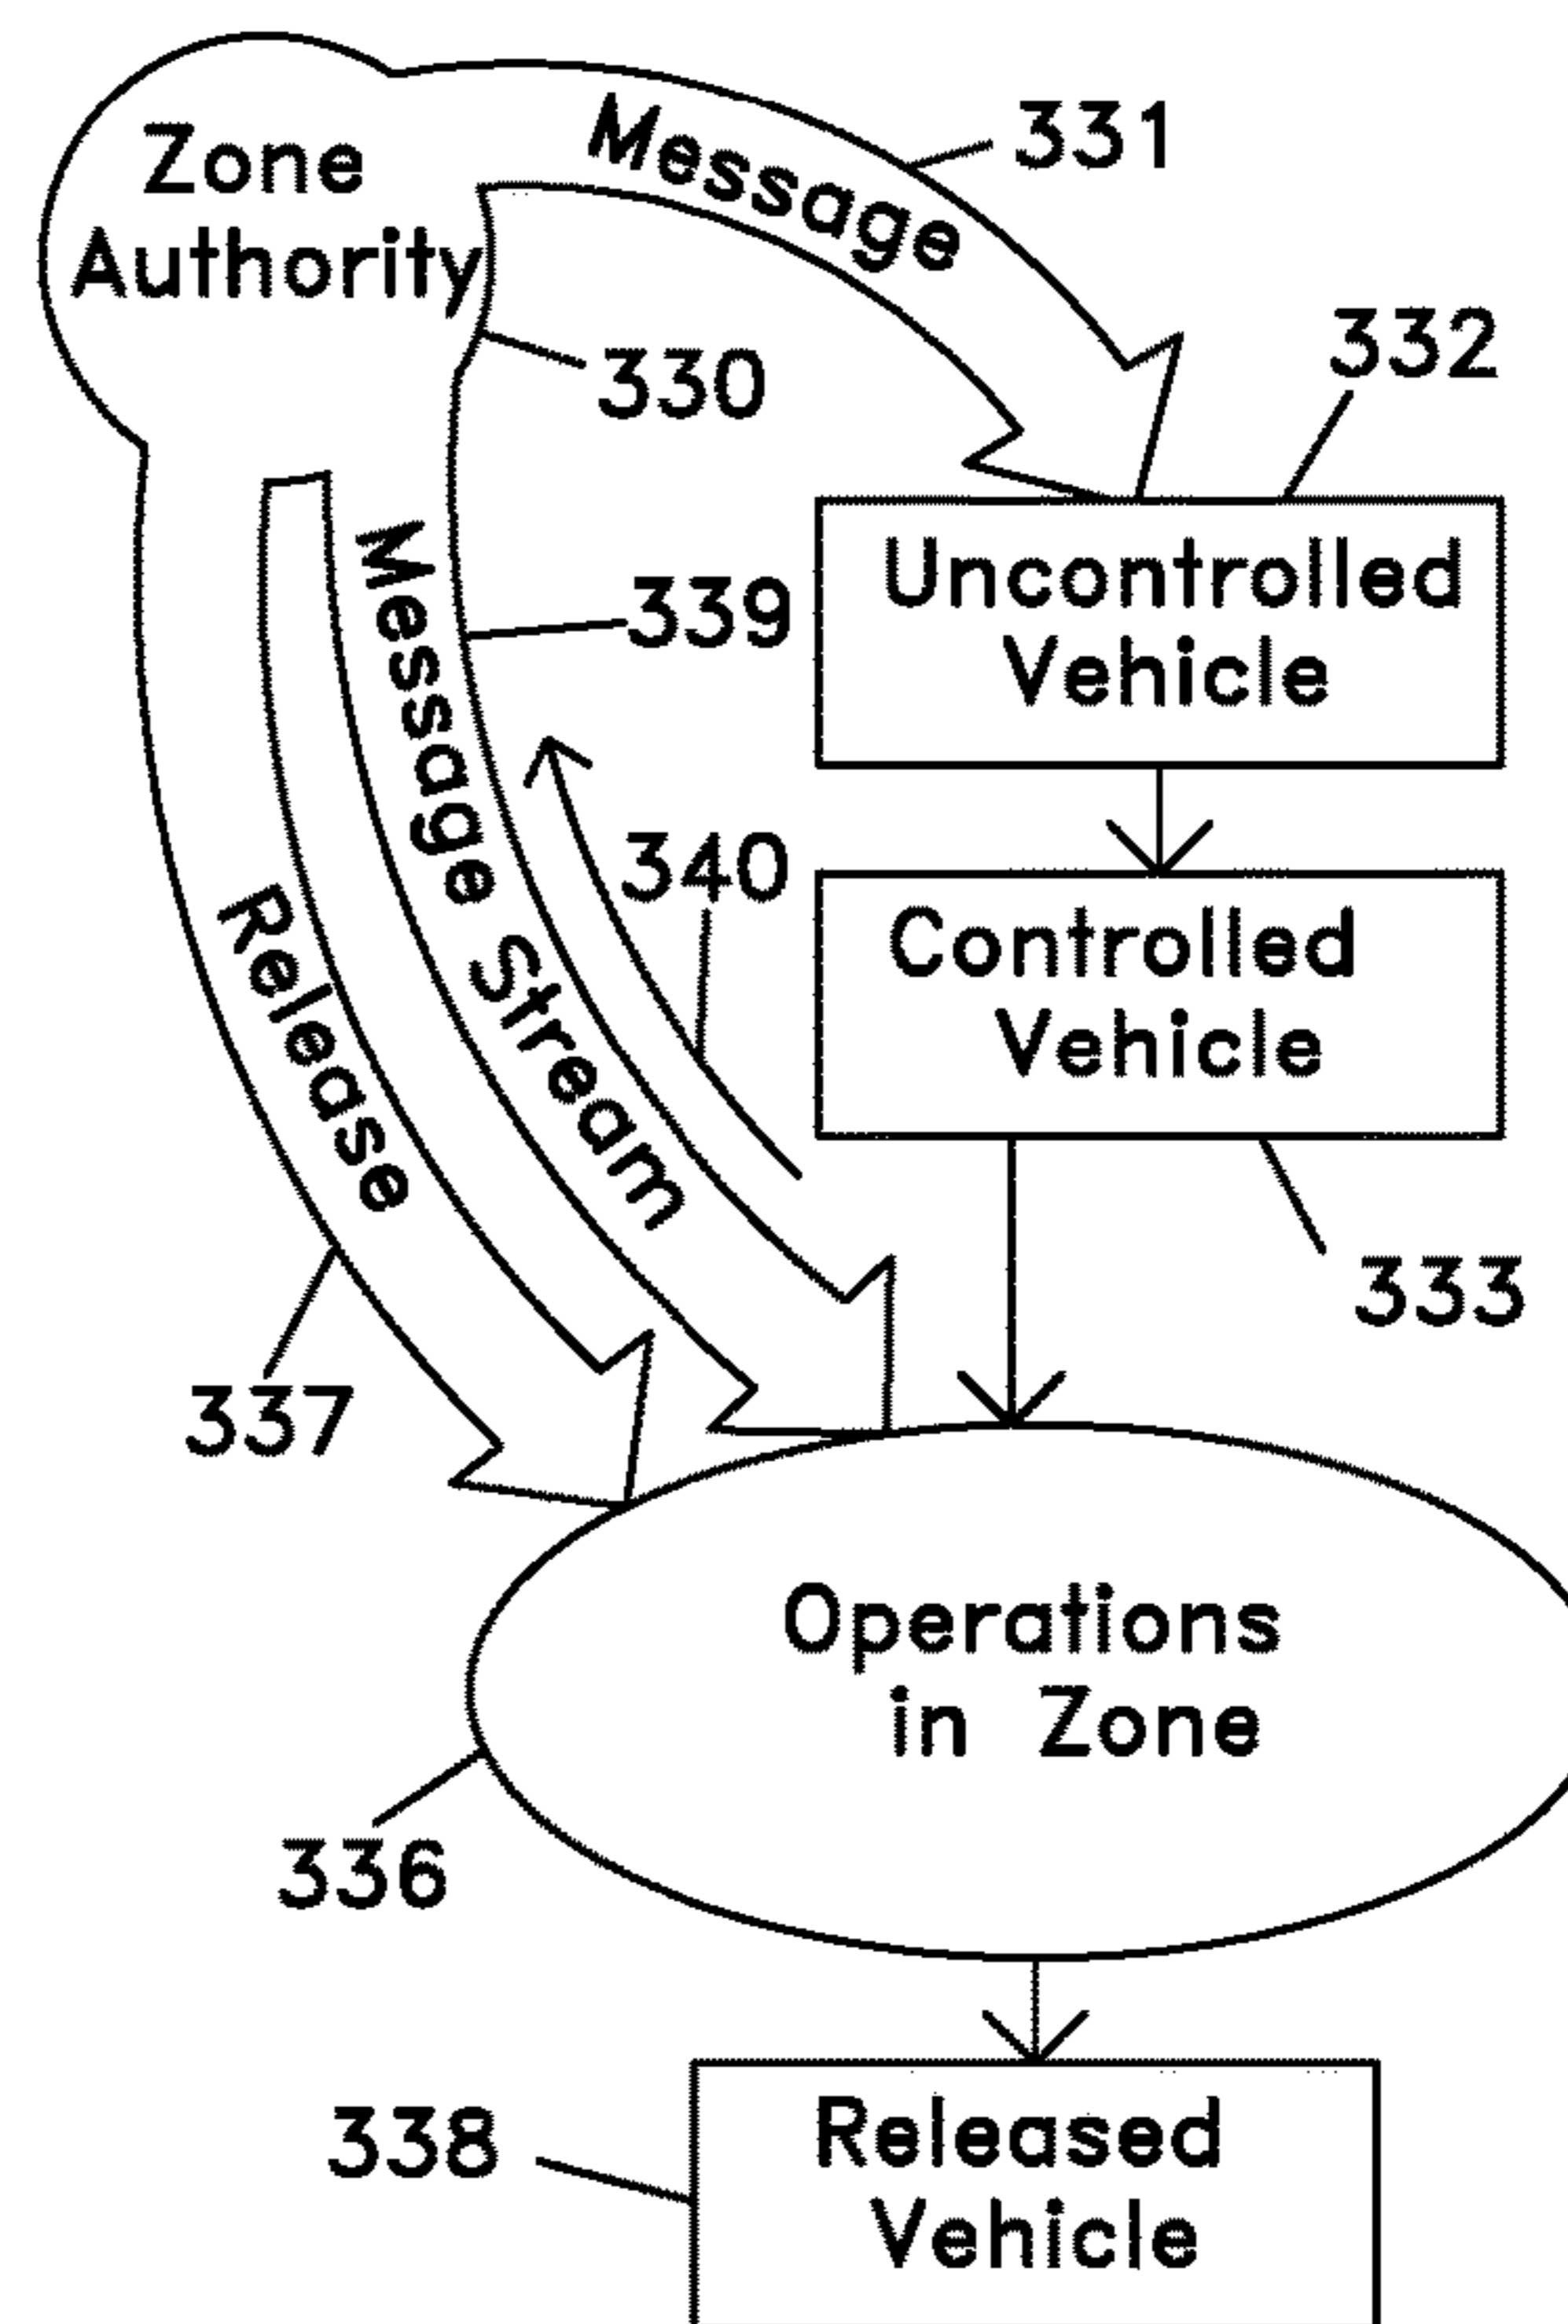 Zone
Authority
Message
331
332
330
Uncontrolled
Vehicle
339
Message Stream
340
Controlled
Vehicle
Release
333
337
Operations
in Zone
336
338
Released
Vehicle